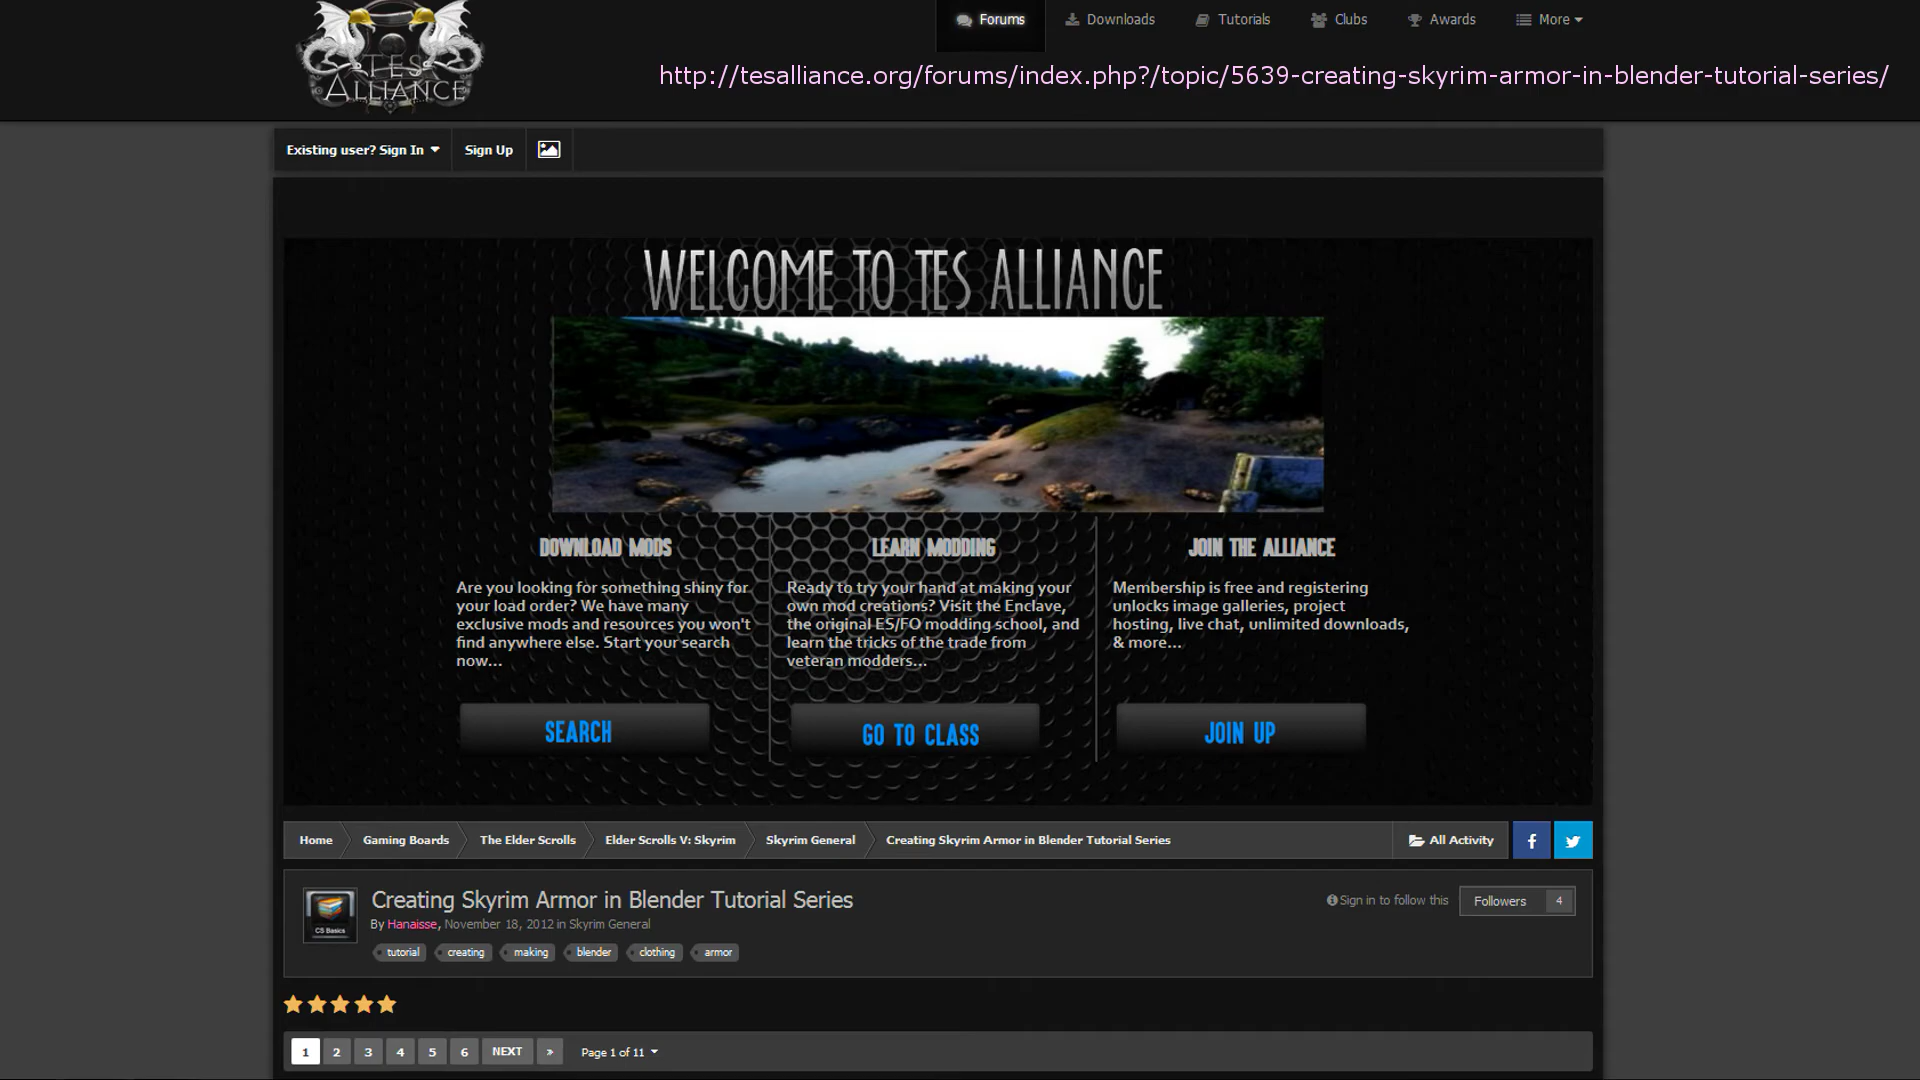 TES
ALLIANCE
Forums
Downloads
Tutorials
Clubs
Awards
More
http://tesalliance.org/forums/index.php?/topic/5639-creating-skyrim-armor-in-blender-tutorial-series/
Existing user? Sign In
Sign Up
WELCOME TO TES ALLIANCE
DOWNLOAD MODS
Are you looking for something shiny for
your load order? We have many
exclusive mods and resources you won't
find anywhere else. Start your search
now...
SEARCH
LEARN MODDING
Ready to try your hand at making your
own mod creations? Visit the Enclave,
the original ES/FO modding school, and
learn the tricks of the trade from
veteran modders...
GO TO CLASS
JOIN THE ALLIANCE
Membership is free and registering
unlocks image galleries, project
hosting, live chat, unlimited downloads,
& more...
JOIN UP
Home
Gaming Boards
The Elder Scrolls
Elder Scrolls V: Skyrim
Skyrim General
Creating Skyrim Armor in Blender Tutorial Series
All Activity
CS Basics
Creating Skyrim Armor in Blender Tutorial Series
By Hanaisse, November 18, 2012 in Skyrim General
tutorial
creating
making
blender
clothing
armor
Sign in to follow this
Followers 4
1 2 3 4 5 6 NEXT » Page 1 of 11